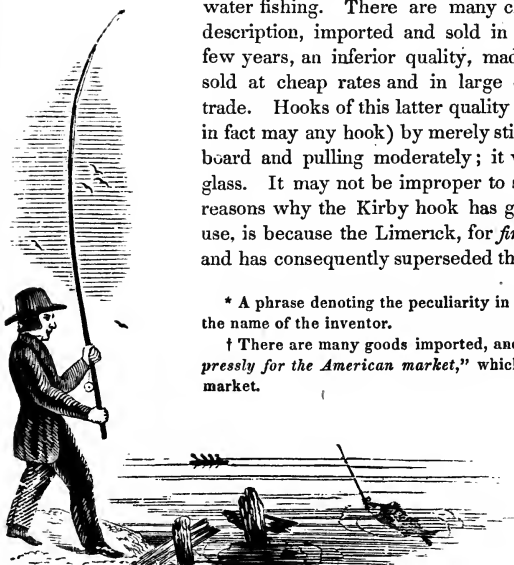 water fishing. There are many c
description, imported and sold in
few years, an inferior quality, mad
sold at cheap rates and in large
trade. Hooks of this latter quality
in fact may any hook) by merely sti
board and pulling moderately; it
glass. It may not be improper to
reasons why the Kirby hook has g
use, is because the Limerick, for fi
and has consequently superseded th
* A phrase denoting the peculiarity in
the name of the inventor.
† There are many goods imported, and
pressly for the American market,” whic
market.